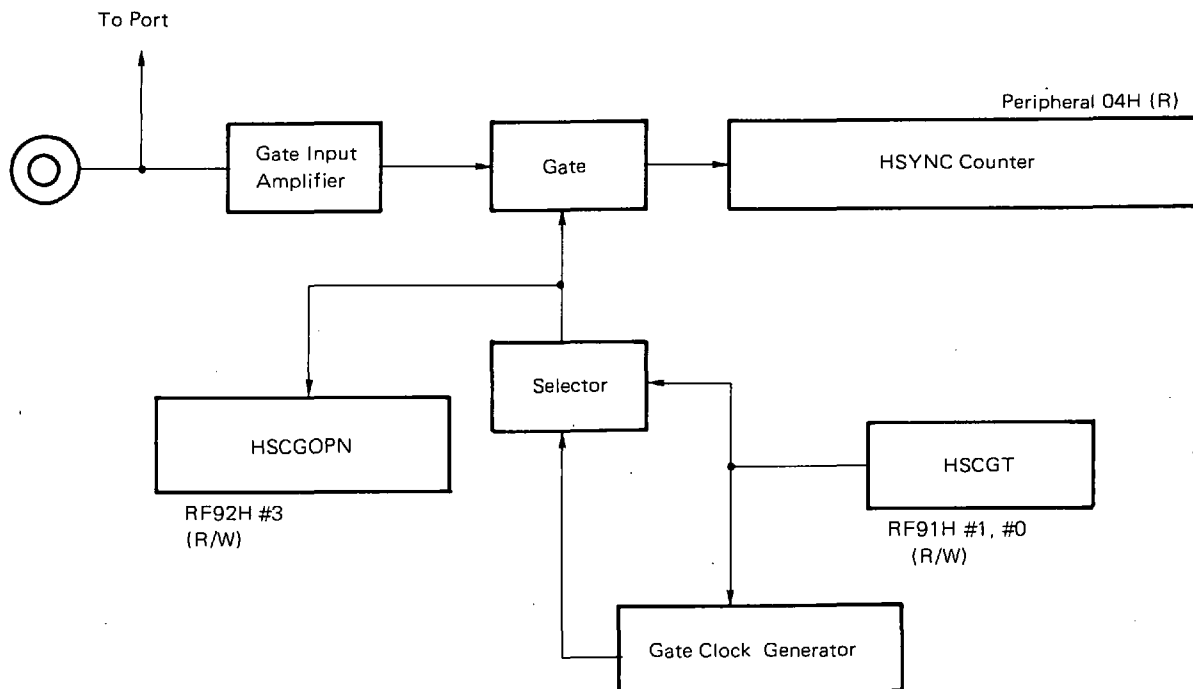 To Port
Peripheral 04H (R)
Gate Input
Amplifier
Gate
HSYNC Counter
Selector
HSCGOPN
HSCGT
RF92H #3
(R/W)
RF91H #1, #0
(R/W)
Gate Clock Generator